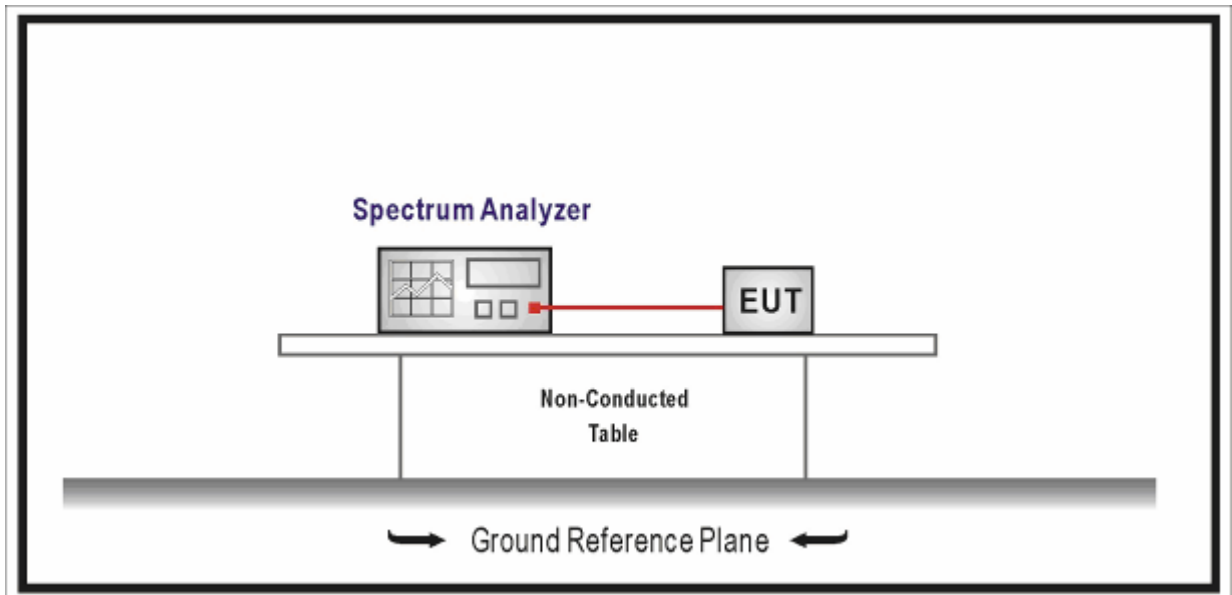 Spectrum Analyzer
EUT
Non-Conducted
Table
Ground Reference Plane